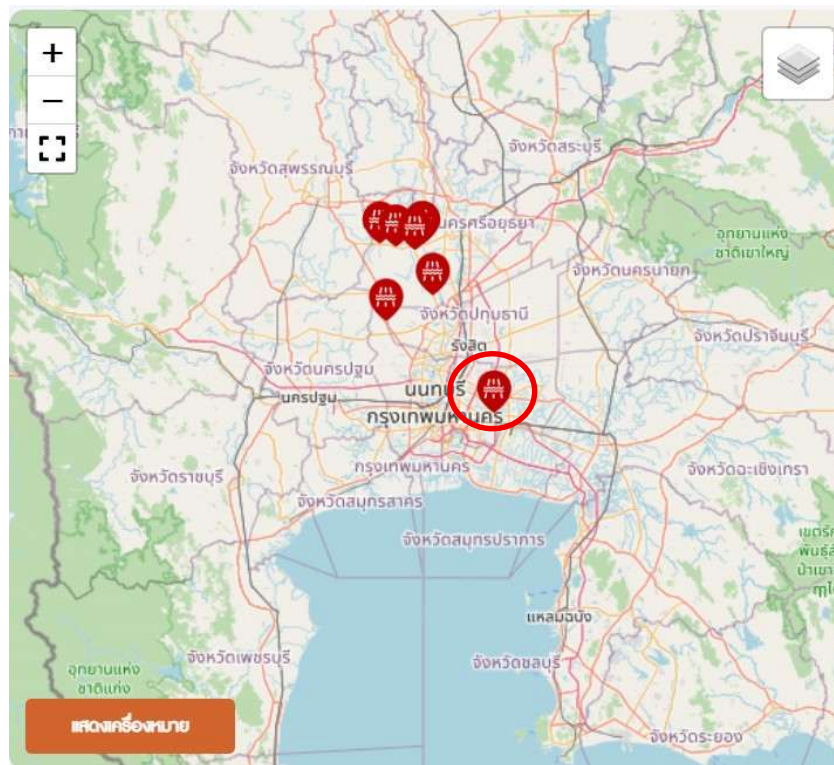 +
−
จังหวัดสระบุรี
จังหวัดสุพรรณบุรี
นครศรีอยุธยา
อุทยานแห่ง
ชาติเขาใหญ่
จังหวัดนครนายก
จังหวัดปทุมธานี
รังสิต
จังหวัดปราจีนบุรี
จังหวัดนครปฐม
นครปฐม
นนทบุรี
กรุงเทพมหานคร
กรุงเทพมหานคร
จังหวัดฉะเชิงเทรา
จังหวัดราชบุรี
จังหวัดสมุทรสาคร
จังหวัดสมุทรปราการ
แหลมฉบัง
จังหวัดเพชรบุรี
จังหวัดชลบุรี
อุทยานแห่ง
ชาติแก่ง
แสดงเครื่องหมาย
จังหวัดระยอง